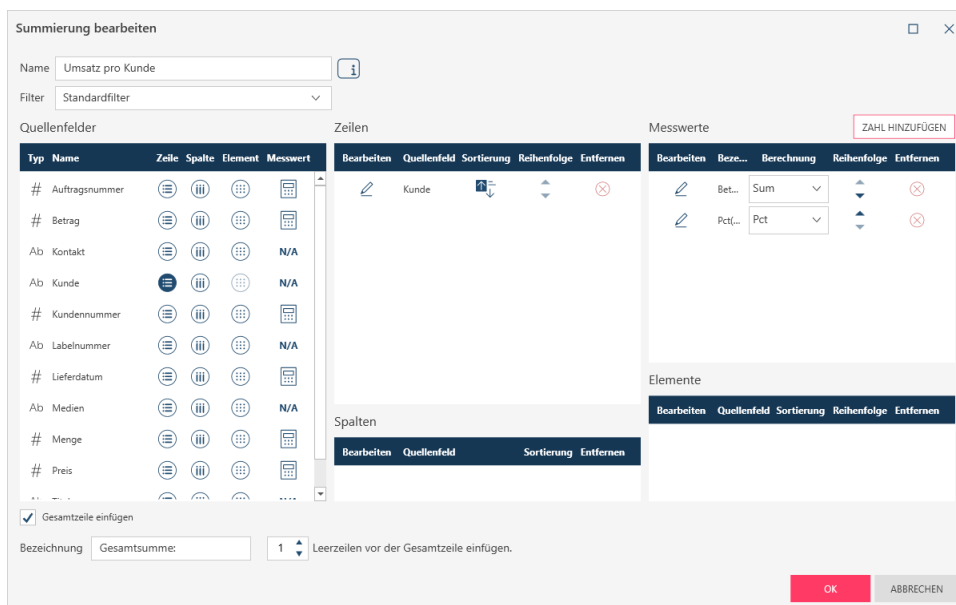 Summierung bearbeiten
Name Umsatz pro Kunde
Filter Standardfilter
Quellenfelder
Typ Name Zeile Spalte Element Messwert
# Auftragsnummer
# Betrag
Ab Kontakt N/A
Ab Kunde N/A
# Kundennummer
Ab Labelnummer N/A
# Lieferdatum
Ab Medien N/A
# Menge
# Preis
Zeilen
Bearbeiten Quellenfeld Sortierung Reihenfolge Entfernen
Kunde
Spalten
Bearbeiten Quellenfeld Sortierung Entfernen
Messwerte ZAHL HINZUFÜGEN
Bearbeiten Beze... Berechnung Reihenfolge Entfernen
Bet... Sum
Pct(... Pct
Elemente
Bearbeiten Quellenfeld Sortierung Reihenfolge Entfernen
Gesamtzeile einfügen
Bezeichnung Gesamtsumme: 1 Leerzeilen vor der Gesamtzeile einfügen.
OK ABBRECHEN